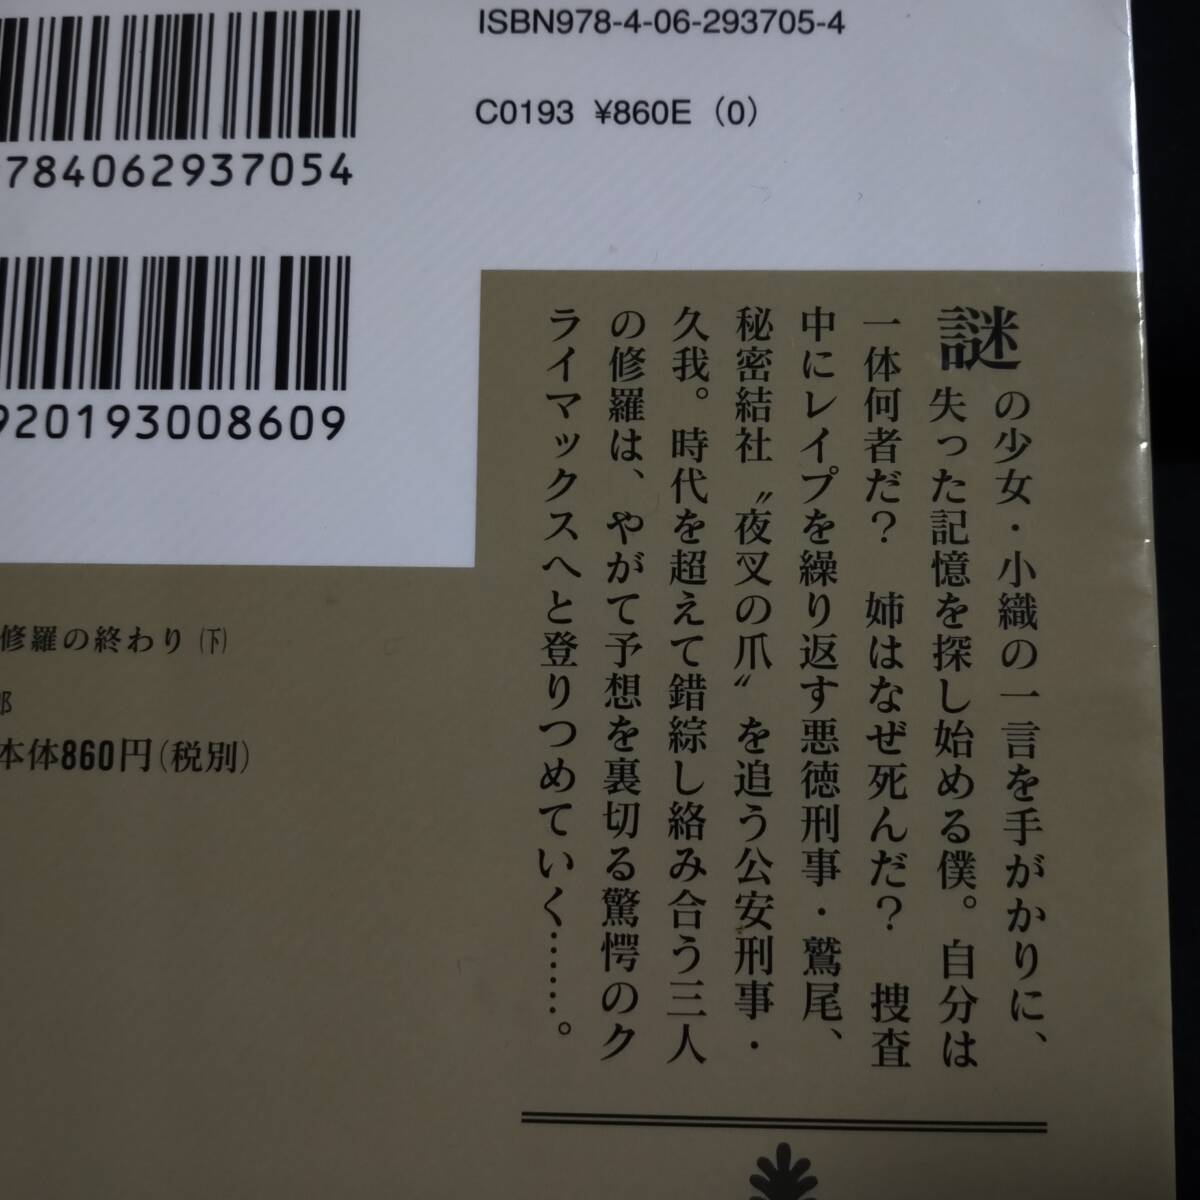 ISBN978-4-06-293705-4
C0193 ¥860E (0)
784062937054
920193008609
謎の少女・小織の一言を手がかりに、
失った記憶を探し始める僕。自分は
一体何者だ？ 姉はなぜ死んだ？ 捜査
中にレイプを繰り返す悪徳刑事・鷲尾、
秘密結社〝夜叉の爪〟を追う公安刑事・
久我。時代を超えて錯綜し絡み合う三人
の修羅は、やがて予想を裏切る驚愕のク
ライマックスへと登りつめていく……。
修羅の終わり(下)
郎
本体860円(税別)